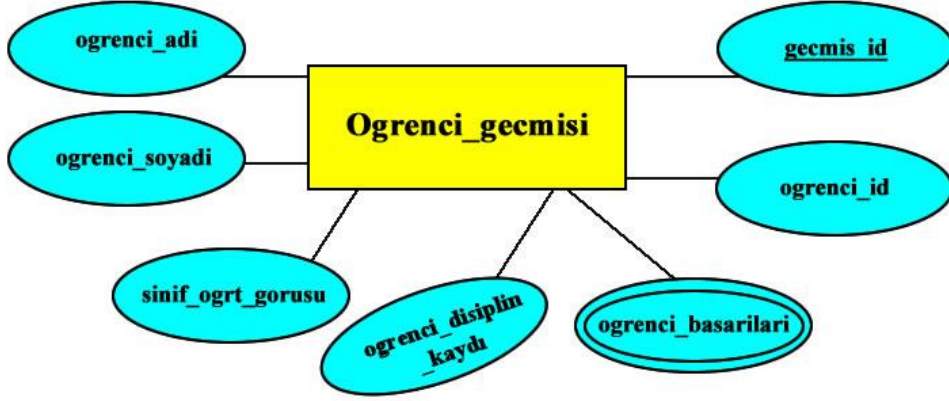 ogrenci_adi
gecmis_id
Ogrenci_gecmisi
ogrenci_soyadi
ogrenci_id
sinif_ogrt_gorusu
ogrenci_disiplin
_kaydı
ogrenci_basarilari